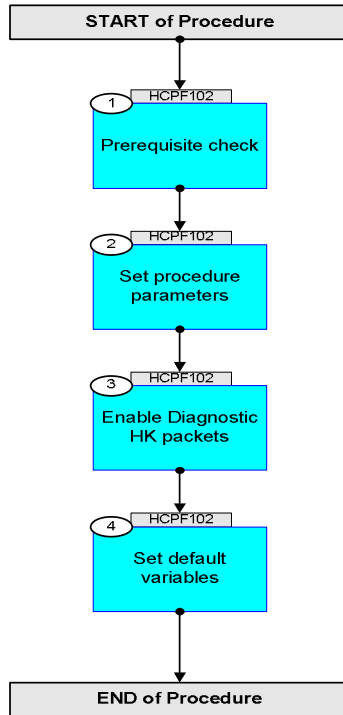 START of Procedure
HCPF102
1
Prerequisite check
HCPF102
2
Set procedure
parameters
HCPF102
3
Enable Diagnostic
HK packets
HCPF102
4
Set default
variables
END of Procedure